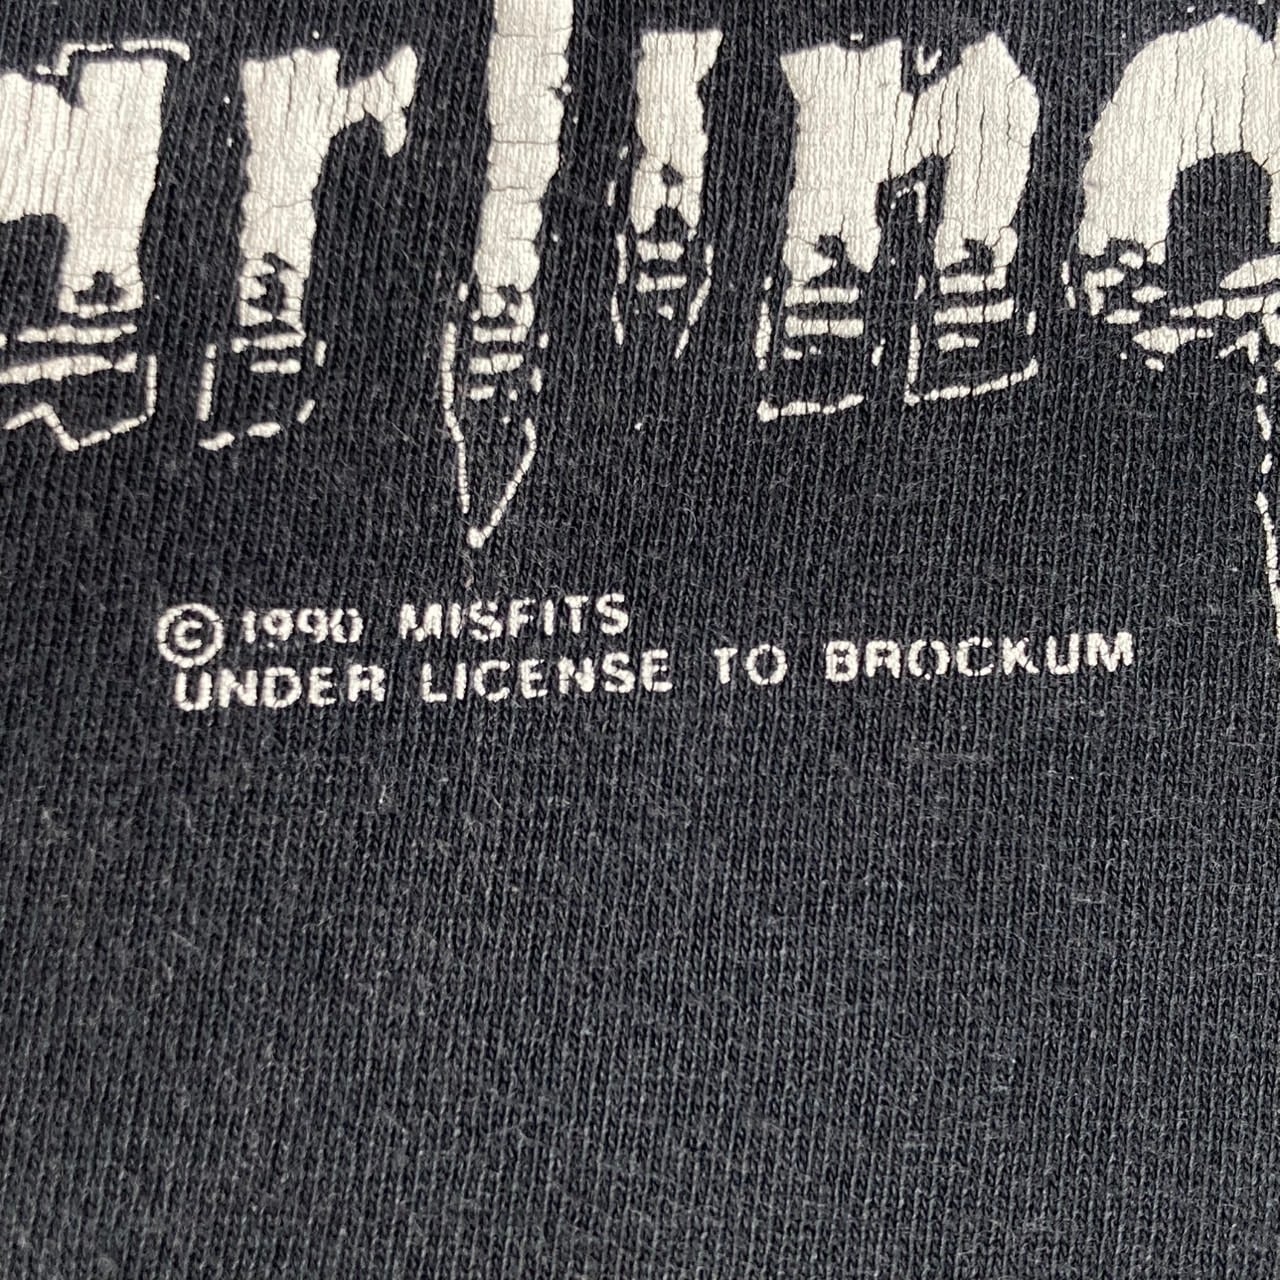 ©1990 MISFITS
UNDER LICENSE TO BROCKUM